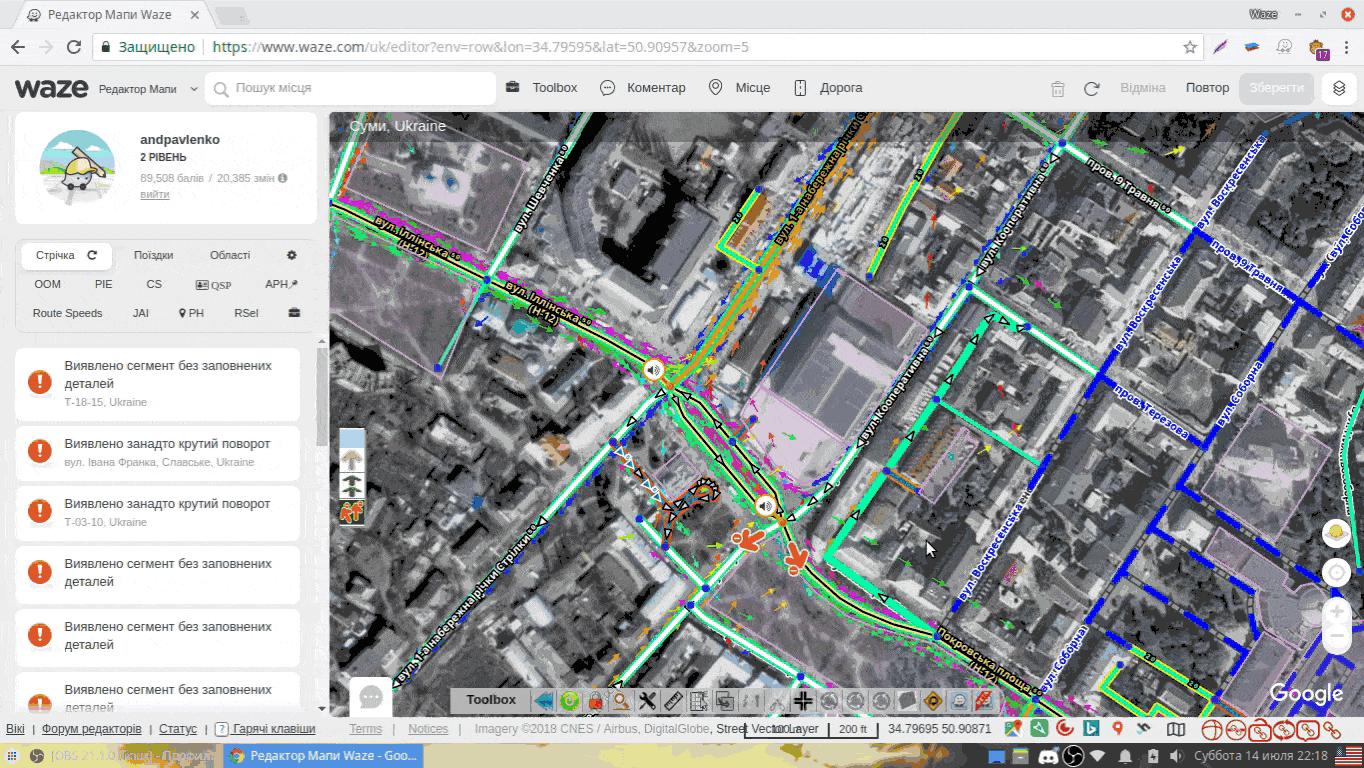 Редактор Мапи Waze
Waze
Защищено
https://www.waze.com/uk/editor?env=row&lon=34.79595&lat=50.90957&zoom=5
17
waze
Редактор Мапи
Пошук місця
Toolbox
Коментар
Місце
Дорога
Відміна
Повтор
Зберегти
Суми, Ukraine
andpavlenko
2 РІВЕНЬ
89,508 балів / 20,385 змін
вийти
Стрічка
Поїздки
Області
OOM
PIE
CS
QSP
APH
Route Speeds
JAI
PH
RSel
Виявлено сегмент без заповнених
деталей
Т-18-15, Ukraine
Виявлено занадто крутий поворот
вул. Івана Франка, Славське, Ukraine
Виявлено занадто крутий поворот
Т-03-10, Ukraine
Виявлено сегмент без заповнених
деталей
Виявлено сегмент без заповнених
деталей
Виявлено сегмент без заповнених
деталей
вул. Шевченка
вул. Іллінська
(Н-12)
вул. Іллінська
(Н-12)
вул. 1-а набережна річки С
20
20
вул. Кооперативна
просп. 9 Травня
вул. Воскресенська
пров. 9 Травня
вул. Воскресенська
вул. Соборна
пров. Терезова
вул. Кооперативна
вул. Воскресенська
вул. 1-а набережна річки Стрілки
Покровська площа
(Н-12)
вул. Соборна
20
20
Google
Toolbox
Вікі | Форум редакторів | Статус | ? Гарячі клавіши
Terms | Notices | Imagery ©2018 CNES / Airbus, DigitalGlobe, Street Vector Layer
100 m
200 ft
34.79695 50.90871
Редактор Мапи Waze - Goo...
Суббота 14 июля 22:18